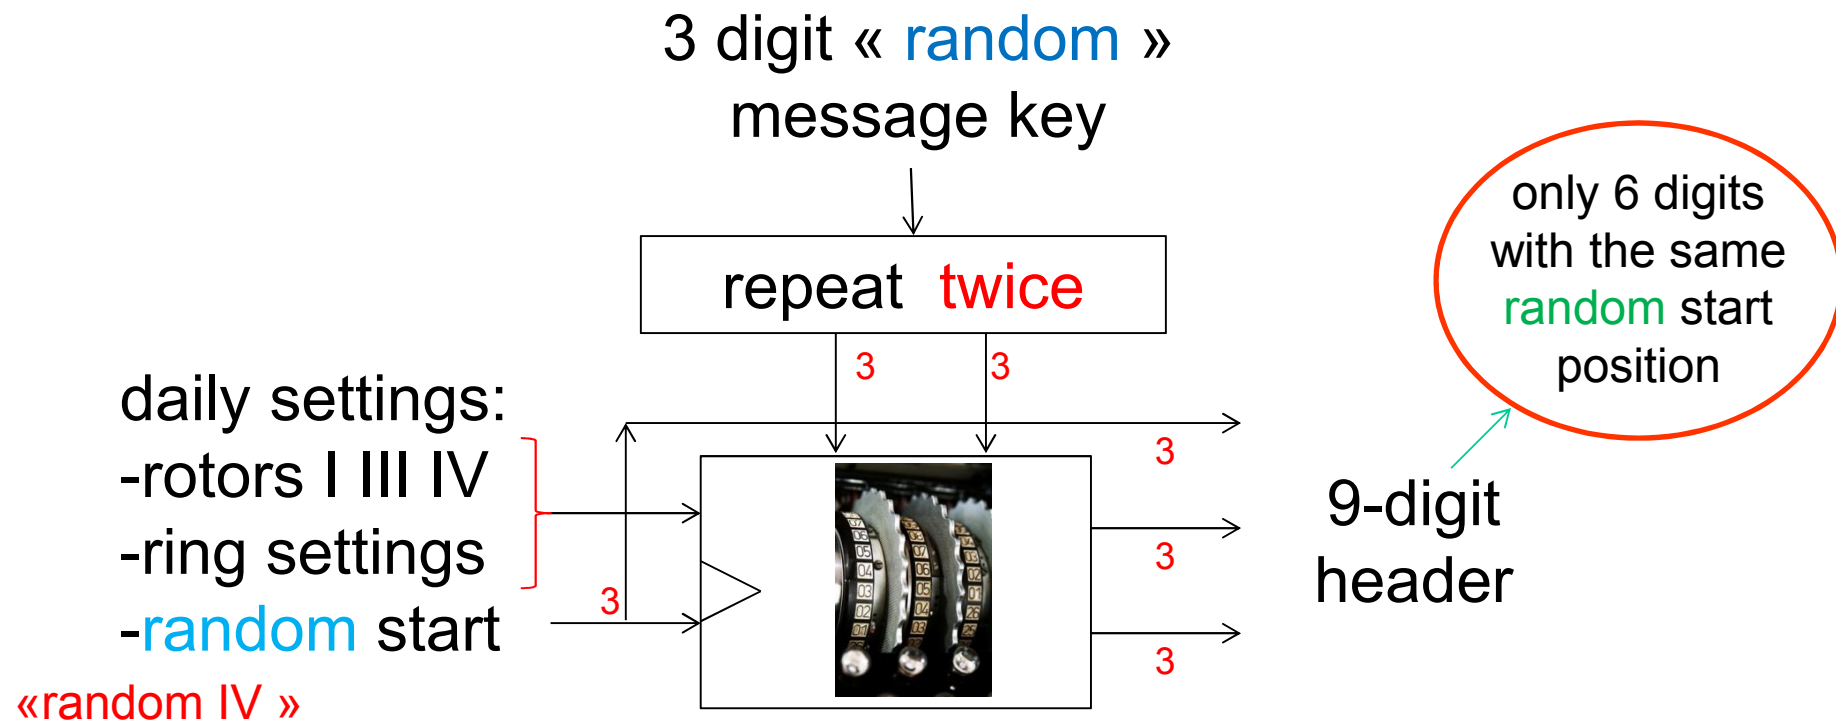 3 digit « random »
message key
repeat twice
3
3
daily settings:
-rotors I III IV
-ring settings
-random start
«random IV »
3
3
3
3
9-digit
header
only 6 digits
with the same
random start
position